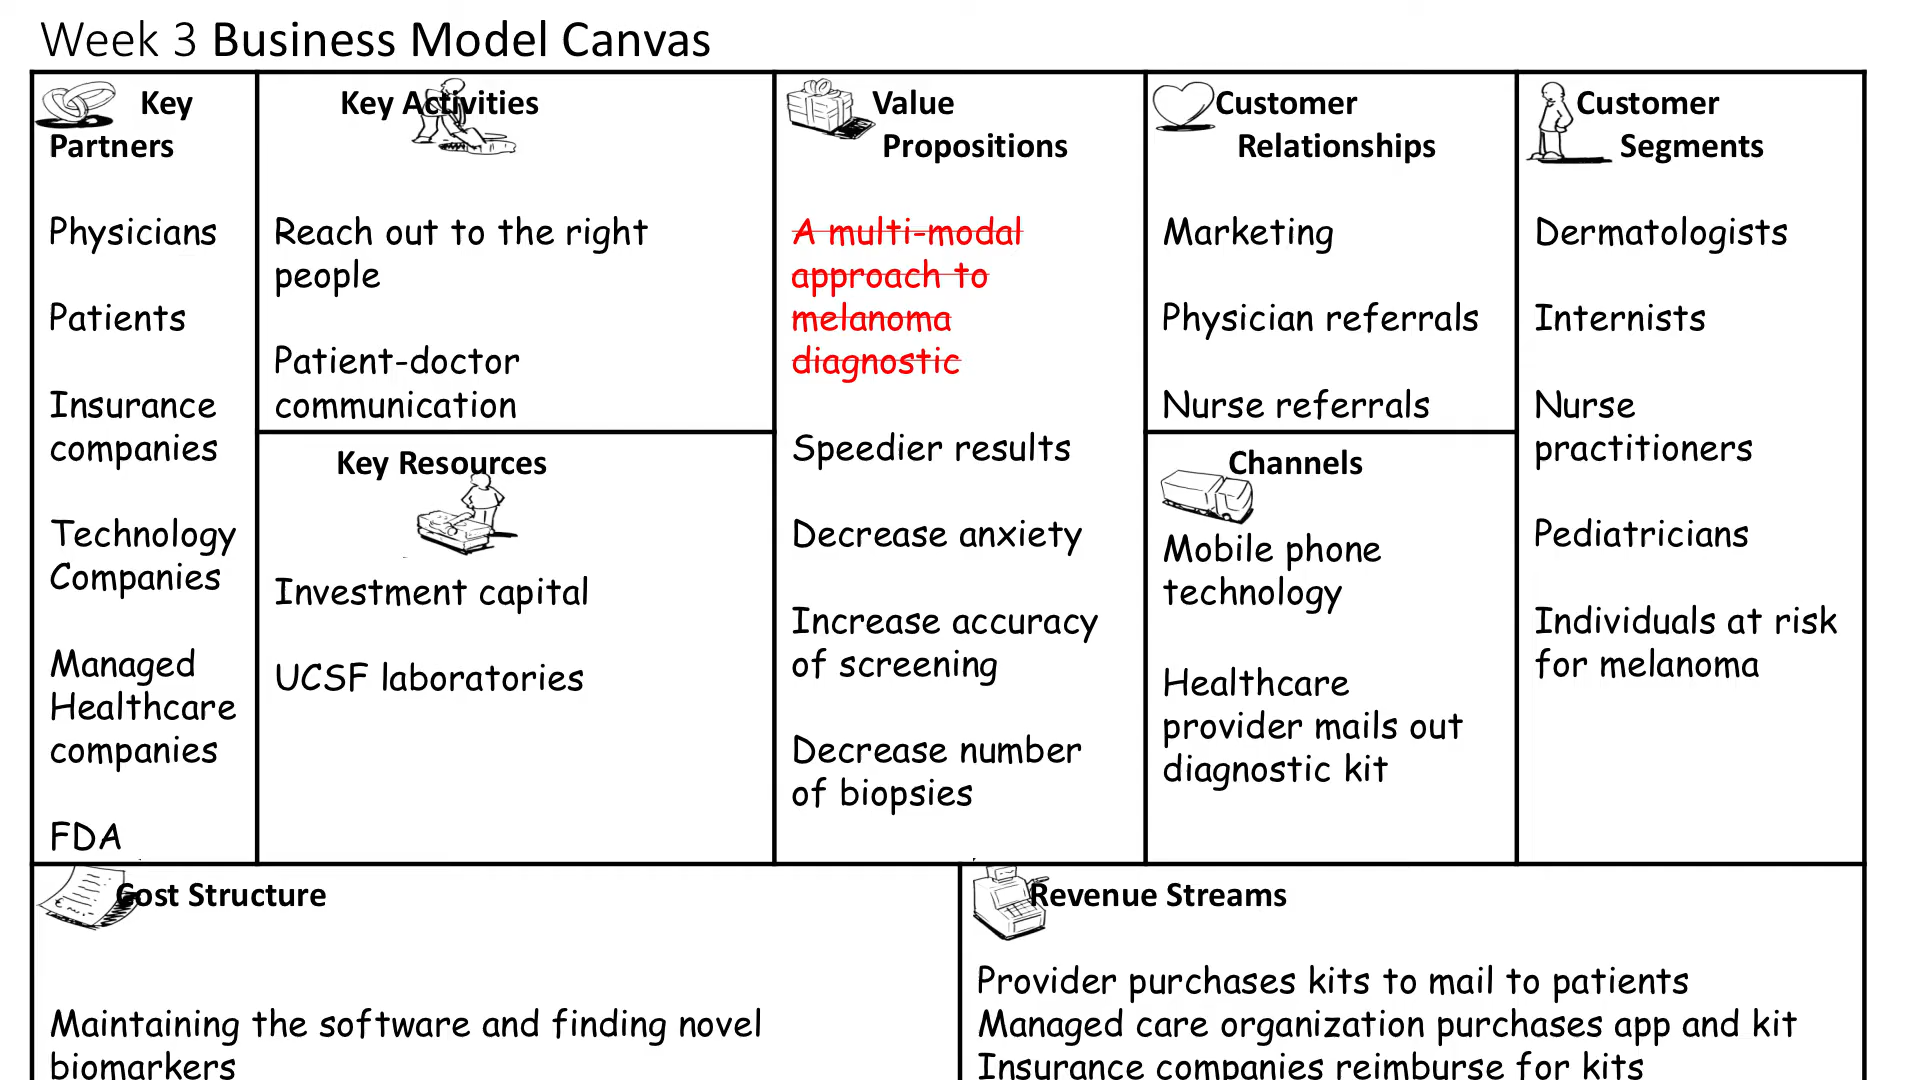 Week 3 Business Model Canvas
Key
Partners
Physicians
Patients
Insurance
companies
Technology
Companies
Managed
Healthcare
companies
FDA
Key Activities
Reach out to the right
people
Patient-doctor
communication
Key Resources
Investment capital
UCSF laboratories
Value
Propositions
A multi-modal
approach to
melanoma
diagnostic
Speedier results
Decrease anxiety
Increase accuracy
of screening
Decrease number
of biopsies
Customer
Relationships
Marketing
Physician referrals
Nurse referrals
Channels
Mobile phone
technology
Healthcare
provider mails out
diagnostic kit
Customer
Segments
Dermatologists
Internists
Nurse
practitioners
Pediatricians
Individuals at risk
for melanoma
Cost Structure
Maintaining the software and finding novel
biomarkers
Revenue Streams
Provider purchases kits to mail to patients
Managed care organization purchases app and kit
Insurance companies reimburse for kits